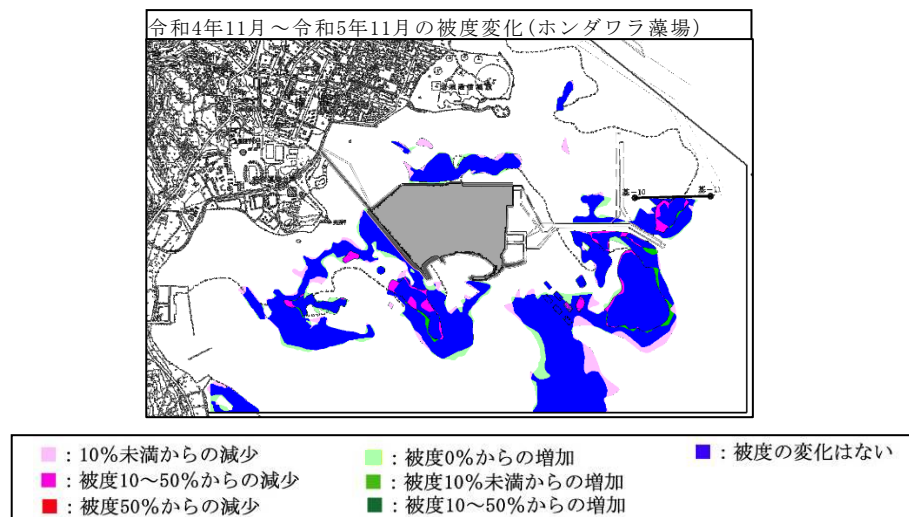 令和4年11月～令和5年11月の被度変化(ホンダワラ藻場)
基-10
基-11
：10%未満からの減少
：被度10～50%からの減少
：被度50%からの減少
：被度0%からの増加
：被度10%未満からの増加
：被度10～50%からの増加
：被度の変化はない